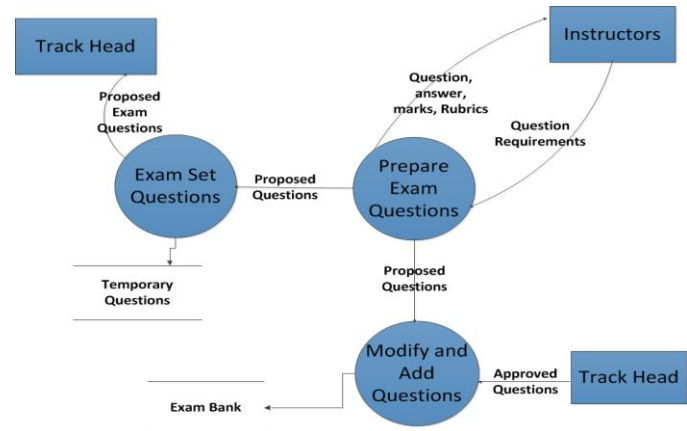 Track Head
Instructors
Proposed
Exam
Questions
Question,
answer,
marks, Rubrics
Question
Requirements
Exam Set
Questions
Proposed
Questions
Prepare
Exam
Questions
Temporary
Questions
Proposed
Questions
Modify and
Add
Questions
Approved
Questions
Track Head
Exam Bank